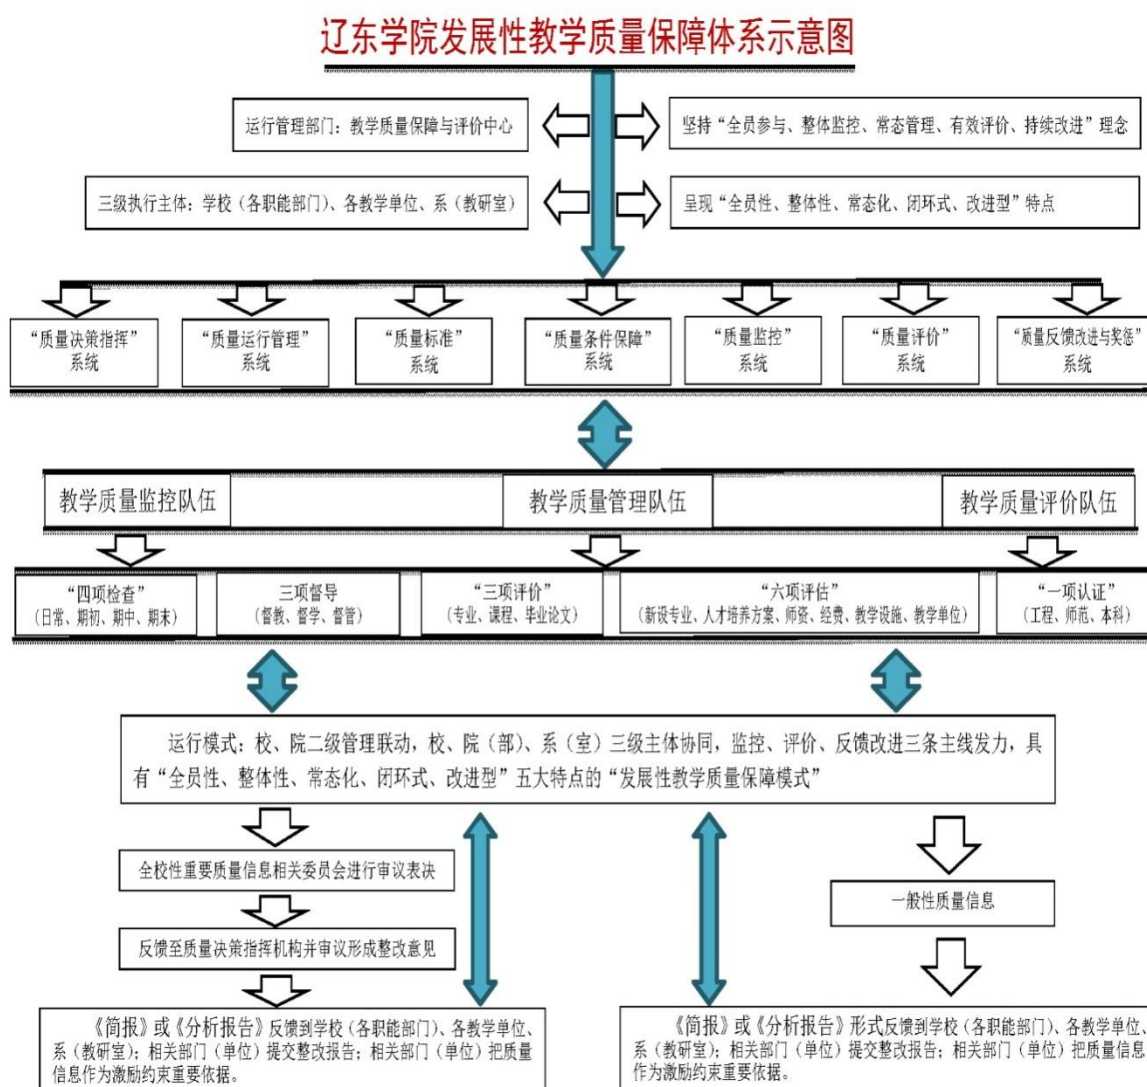 辽东学院发展性教学质量保障体系示意图
运行管理部门：教学质量保障与评价中心
坚持“全员参与、整体监控、常态管理、有效评价、持续改进”理念
三级执行主体：学校（各职能部门）、各教学单位、系（教研室）
呈现“全员性、整体性、常态化、闭环式、改进型”特点
“质量决策指挥”
系统
“质量运行管理”
系统
“质量标准”
系统
“质量条件保障”
系统
“质量监控”
系统
“质量评价”
系统
“质量反馈改进与奖惩”
系统
教学质量监控队伍
教学质量管理队伍
教学质量评价队伍
“四项检查”
（日常、期初、期中、期末）
三项督导
（督教、督学、督管）
“三项评价”
（专业、课程、毕业论文）
“六项评估”
（新设专业、人才培养方案、师资、经费、教学设施、教学单位）
“一项认证”
（工程、师范、本科）
运行模式：校、院二级管理联动，校、院（部）、系（室）三级主体协同，监控、评价、反馈改进三条主线发力，具
有“全员性、整体性、常态化、闭环式、改进型”五大特点的“发展性教学质量保障模式”
全校性重要质量信息相关委员会进行审议表决
反馈至质量决策指挥机构并审议形成整改意见
《简报》或《分析报告》反馈到学校（各职能部门）、各教学单位、
系（教研室）；相关部门（单位）提交整改报告；相关部门（单位）把质量
信息作为激励约束重要依据。
一般性质量信息
《简报》或《分析报告》形式反馈到学校（各职能部门）、各教学单位、
系（教研室）；相关部门（单位）提交整改报告；相关部门（单位）把质量信息
作为激励约束重要依据。